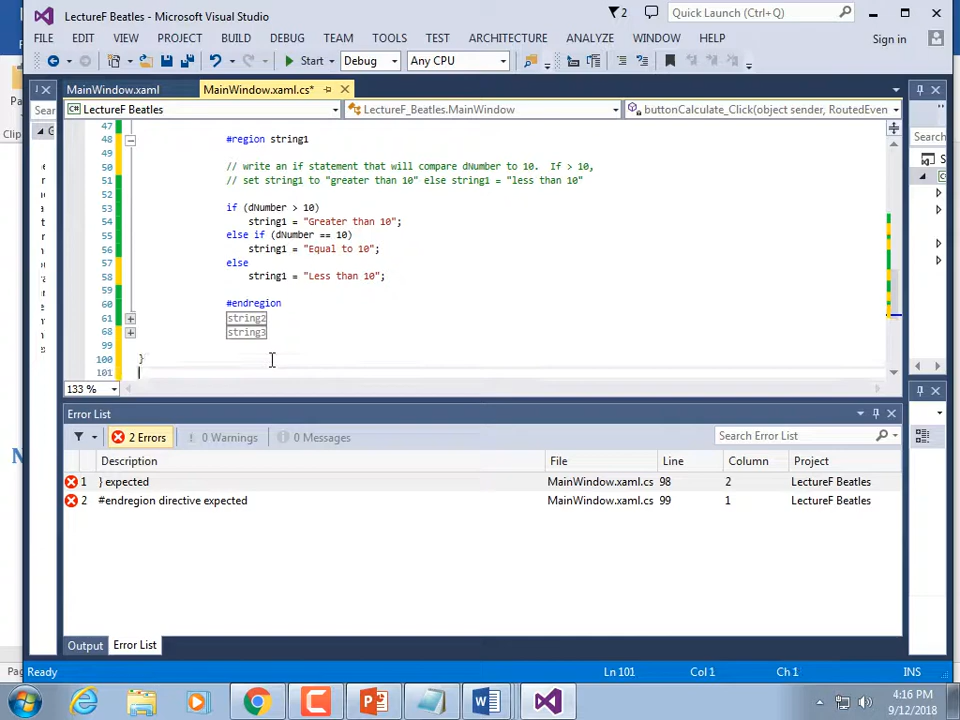 LectureF Beatles - Microsoft Visual Studio
2
Quick Launch (Ctrl+Q)
FILE EDIT VIEW PROJECT BUILD DEBUG TEAM TOOLS TEST ARCHITECTURE ANALYZE WINDOW HELP Sign in
Start Debug Any CPU
MainWindow.xaml MainWindow.xaml.cs*
LectureF Beatles LectureF_Beatles.MainWindow buttonCalculate_Click(object sender, RoutedEven
Search
47
48 #region string1
49
50 // write an if statement that will compare dNumber to 10. If > 10,
51 // set string1 to "greater than 10" else string1 = "less than 10"
52
53 if (dNumber > 10)
54 string1 = "Greater than 10";
55 else if (dNumber == 10)
56 string1 = "Equal to 10";
57 else
58 string1 = "Less than 10";
59
60 #endregion
61 string2
68 string3
99
100 }
101
133 %
Error List
2 Errors 0 Warnings 0 Messages Search Error List
Description File Line Column Project
1 } expected MainWindow.xaml.cs 98 2 LectureF Beatles
2 #endregion directive expected MainWindow.xaml.cs 99 1 LectureF Beatles
Output Error List
Ready Ln 101 Col 1 Ch 1 INS
4:16 PM
9/12/2018